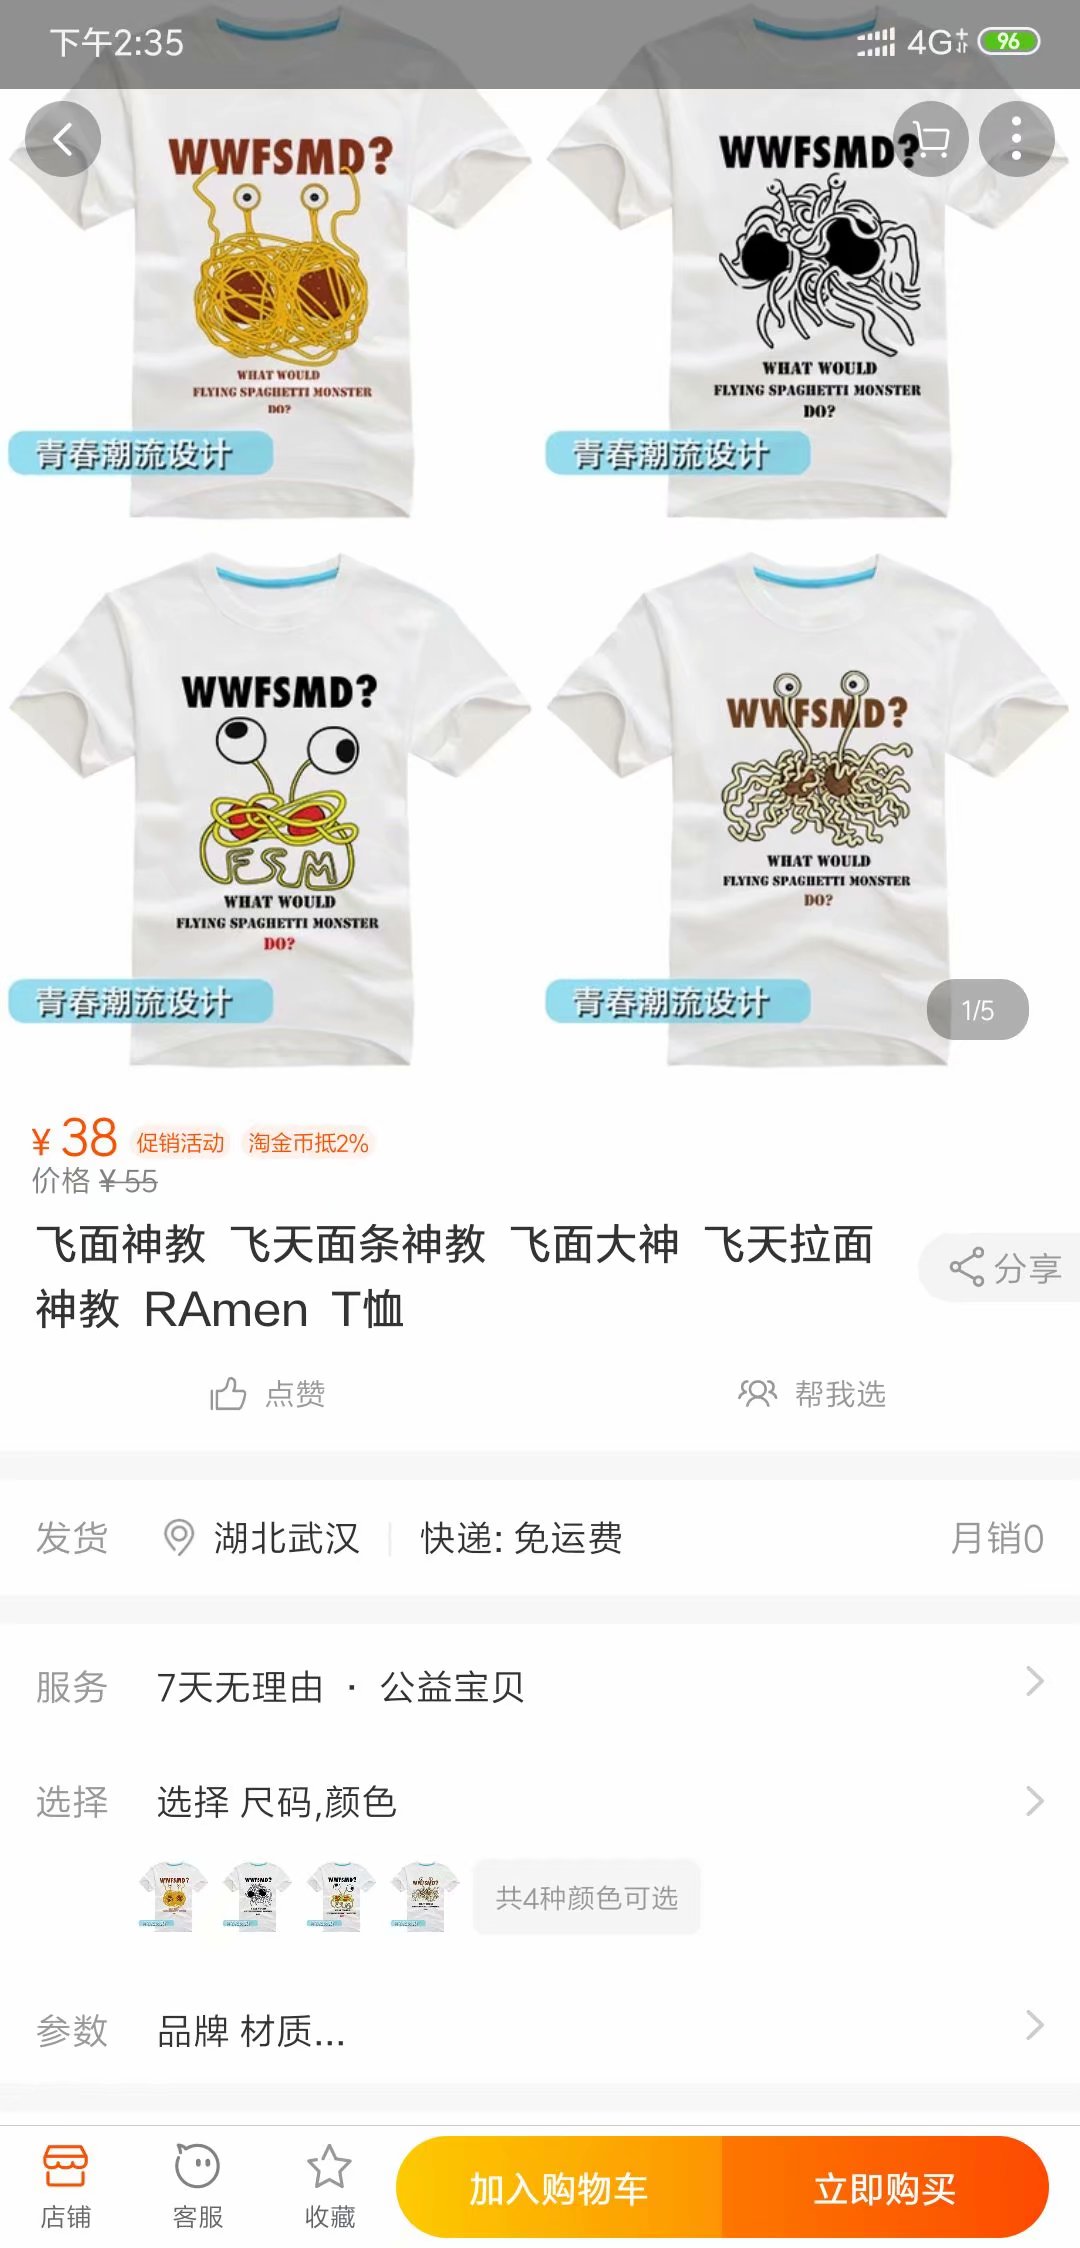 下午2:35
4G
96
WWFSMD?
WHAT WOULD
FLYING SPAGHETTI MONSTER
DO?
青春潮流设计
WWFSMD?
WHAT WOULD
FLYING SPAGHETTI MONSTER
DO?
青春潮流设计
WWFSMD?
FSM
WHAT WOULD
FLYING SPAGHETTI MONSTER
DO?
青春潮流设计
WWFSMD?
WHAT WOULD
FLYING SPAGHETTI MONSTER
DO?
青春潮流设计
1/5
¥38 促销活动 淘金币抵2%
价格 ¥55
飞面神教 飞天面条神教 飞面大神 飞天拉面
神教 RAmen T恤
分享
点赞 帮我选
发货 湖北武汉 快递: 免运费 月销0
服务 7天无理由 · 公益宝贝
选择 选择 尺码,颜色
共4种颜色可选
参数 品牌 材质...
店铺 客服 收藏 加入购物车 立即购买